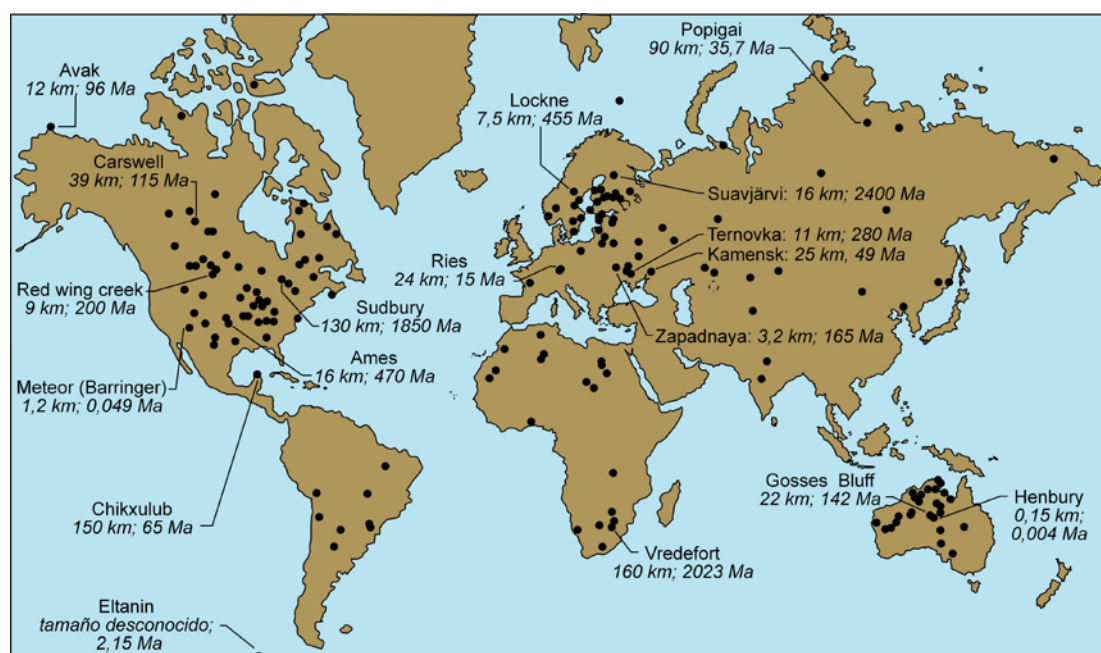 Popigai
90 km; 35,7 Ma
Avak
12 km; 96 Ma
Lockne
7,5 km; 455 Ma
Carswell
39 km; 115 Ma
Suavjärvi: 16 km; 2400 Ma
Ternovka: 11 km; 280 Ma
Kamensk: 25 km, 49 Ma
Ries
24 km; 15 Ma
Red wing creek
9 km; 200 Ma
Sudbury
130 km; 1850 Ma
Zapadnaya: 3,2 km; 165 Ma
Ames
16 km; 470 Ma
Meteor (Barringer)
1,2 km; 0,049 Ma
Gosses Bluff
22 km; 142 Ma
Henbury
0,15 km;
0,004 Ma
Chikxulub
150 km; 65 Ma
Vredefort
160 km; 2023 Ma
Eltanin
tamaño desconocido;
2,15 Ma